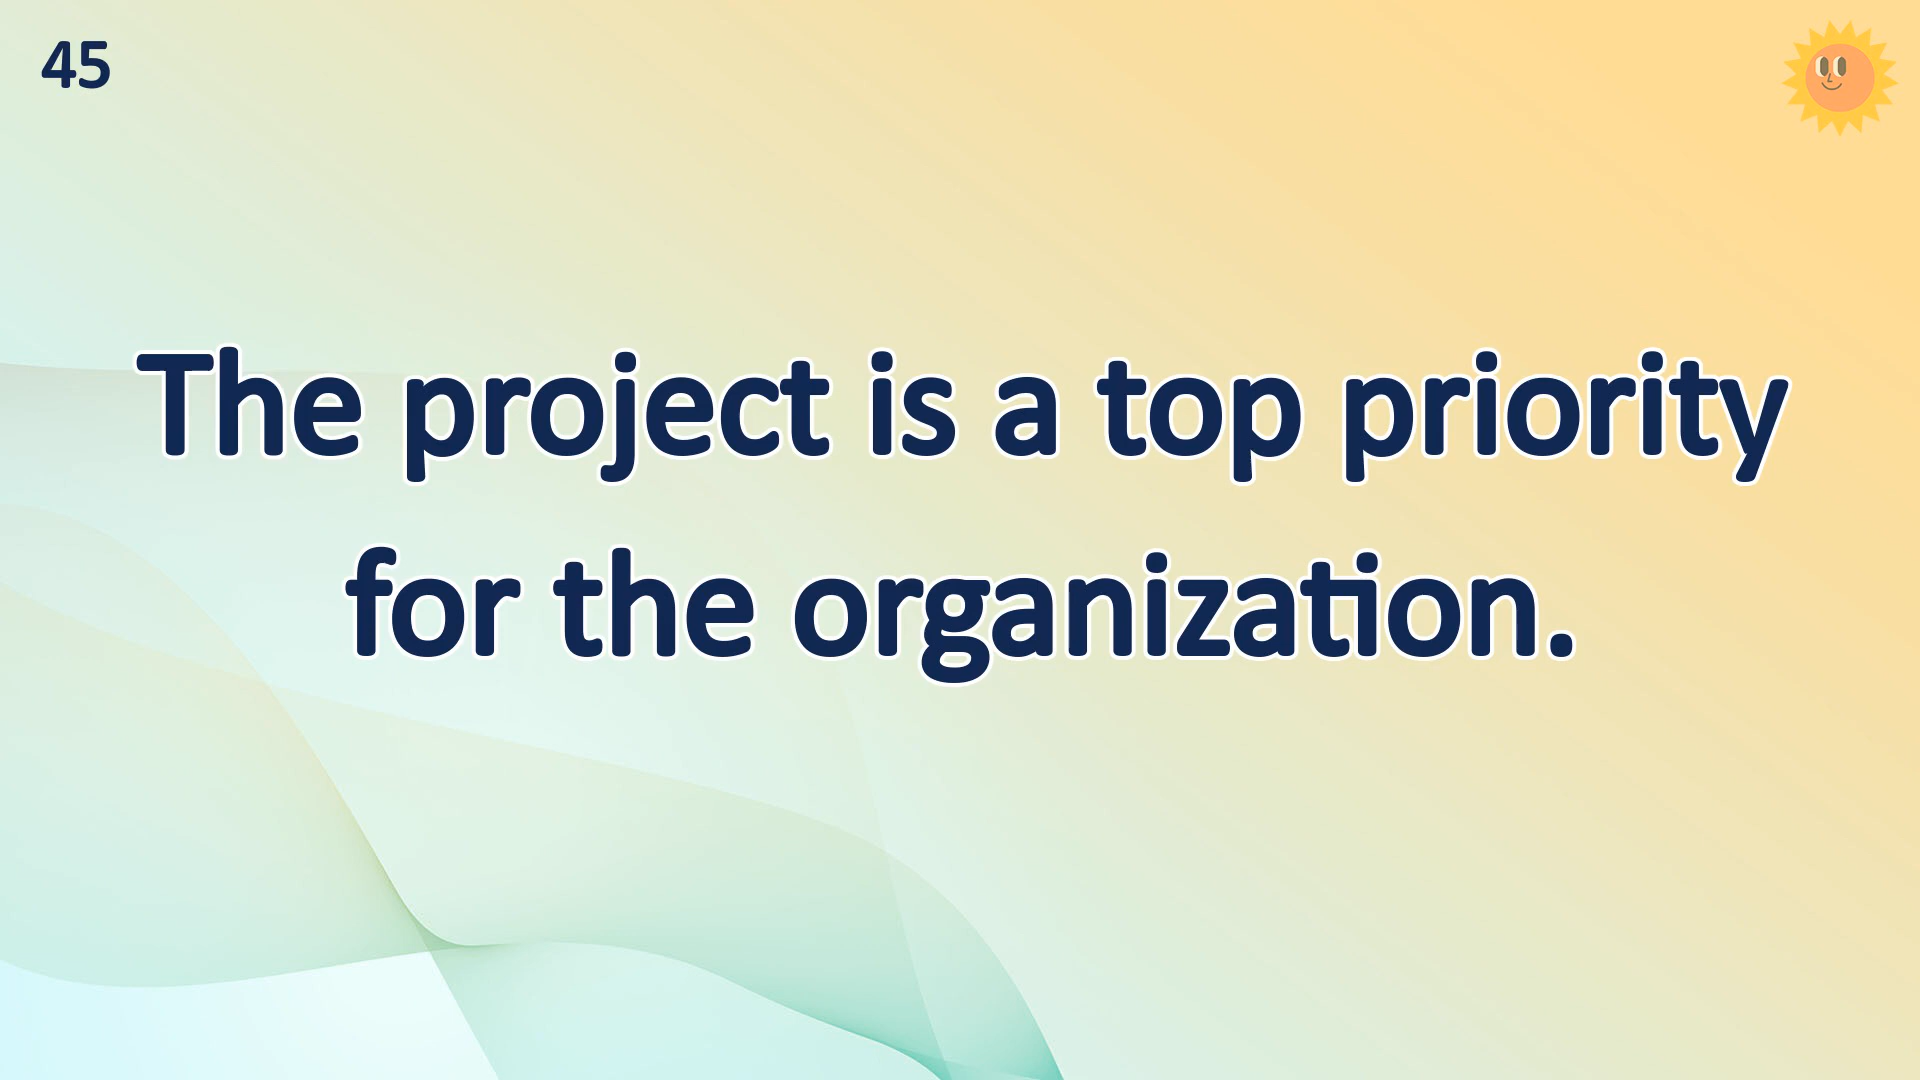 45
The project is a top priority
for the organization.